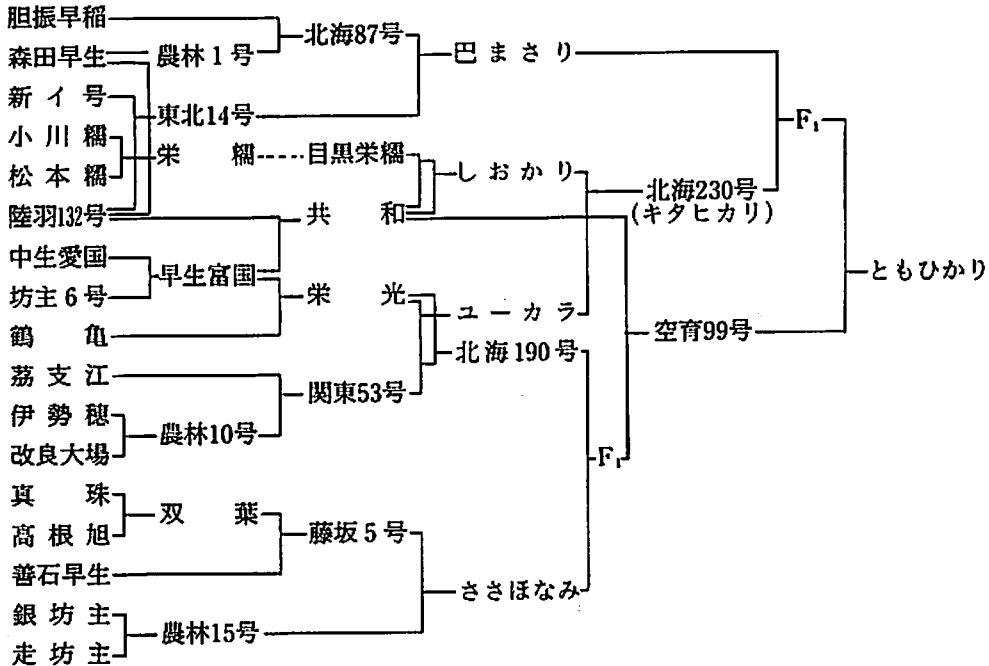 胆振早稲
北海87号
森田早生
農林1号
巴まさり
新イ号
東北14号
F₁
小川糯
栄糯
目黒栄糯
しおかり
松本糯
北海230号
(キタヒカリ)
陸羽132号
共和
中生愛国
早生富国
ともひかり
坊主6号
栄光
ユーカラ
鶴亀
空育99号
北海190号
荔支江
関東53号
伊勢穂
農林10号
改良大場
F₁
真珠
双葉
高根旭
藤坂5号
善石早生
ささほなみ
銀坊主
農林15号
走坊主